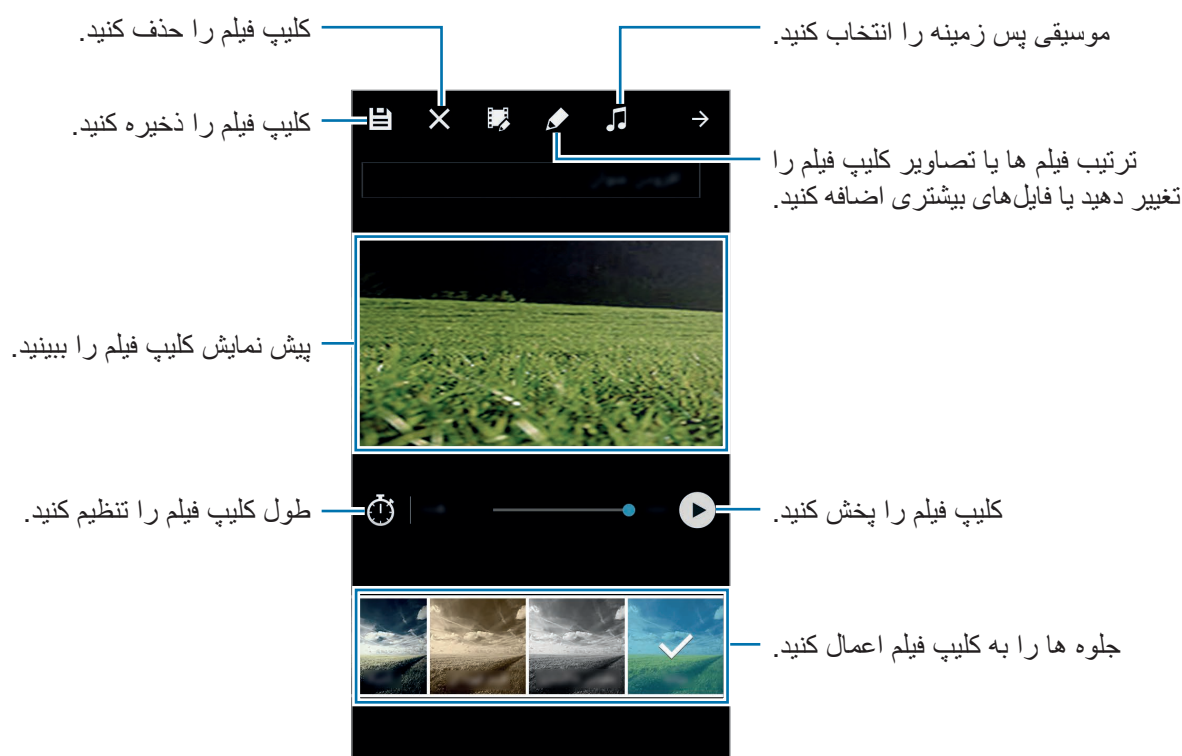 موسیقی پس زمینه را انتخاب کنید.
کلیپ فیلم را حذف کنید.
کلیپ فیلم را ذخیره کنید.
ترتیب فیلم ها یا تصاویر کلیپ فیلم را
تغییر دهید یا فایل‌های بیشتری اضافه کنید.
پیش نمایش کلیپ فیلم را ببینید.
کلیپ فیلم را پخش کنید.
طول کلیپ فیلم را تنظیم کنید.
جلوه ها را به کلیپ فیلم اعمال کنید.